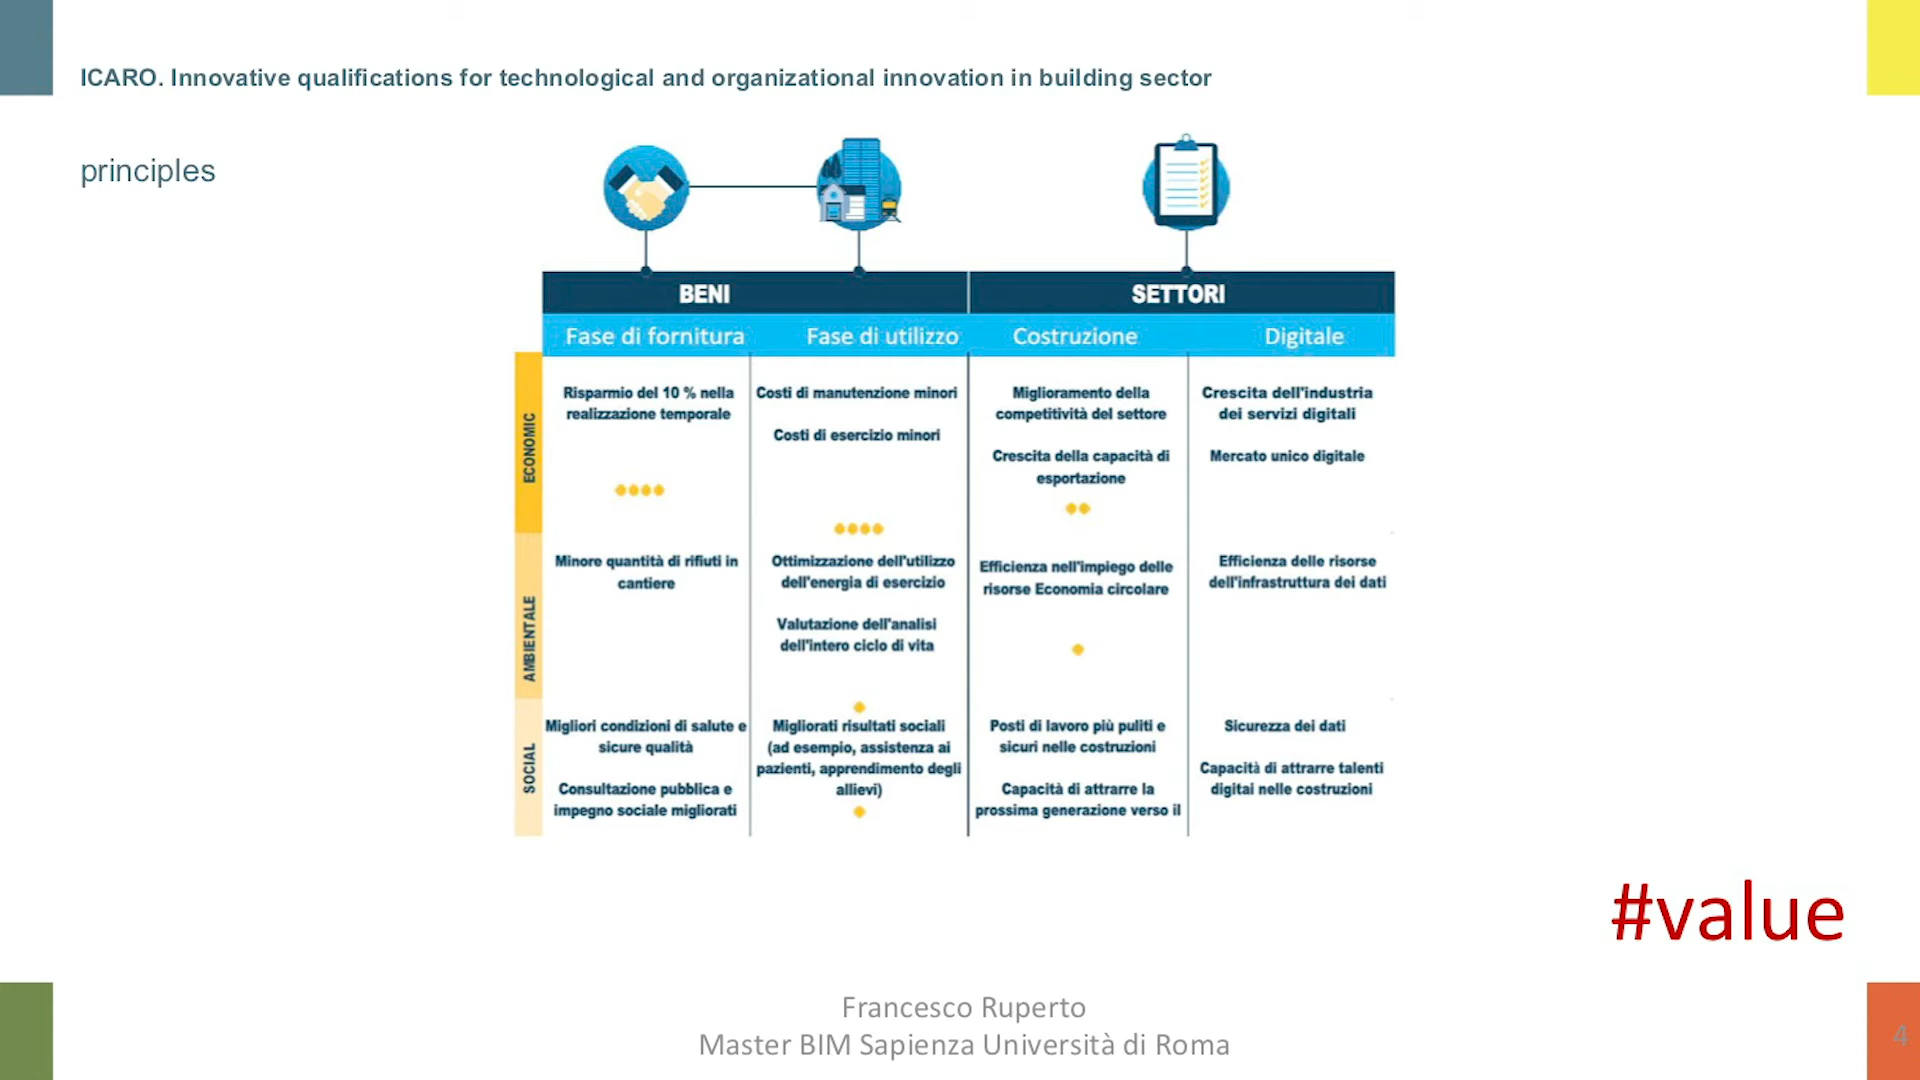 ICARO. Innovative qualifications for technological and organizational innovation in building sector
principles
BENI
SETTORI
Fase di fornitura
Fase di utilizzo
Costruzione
Digitale
ECONOMIC
Risparmio del 10 % nella
realizzazione temporale
Costi di manutenzione minori
Costi di esercizio minori
Miglioramento della
competitività del settore
Crescita della capacità di
esportazione
Crescita dell'industria
dei servizi digitali
Mercato unico digitale
AMBIENTALE
Minore quantità di rifiuti in
cantiere
Ottimizzazione dell'utilizzo
dell'energia di esercizio
Valutazione dell'analisi
dell'intero ciclo di vita
Efficienza nell'impiego delle
risorse Economia circolare
Efficienza delle risorse
dell'infrastruttura dei dati
SOCIAL
Migliori condizioni di salute e
sicure qualità
Consultazione pubblica e
impegno sociale migliorati
Migliorati risultati sociali
(ad esempio, assistenza ai
pazienti, apprendimento degli
allievi)
Posti di lavoro più puliti e
sicuri nelle costruzioni
Capacità di attrarre la
prossima generazione verso il
Sicurezza dei dati
Capacità di attrarre talenti
digitai nelle costruzioni
#value
Francesco Ruperto
Master BIM Sapienza Università di Roma
4